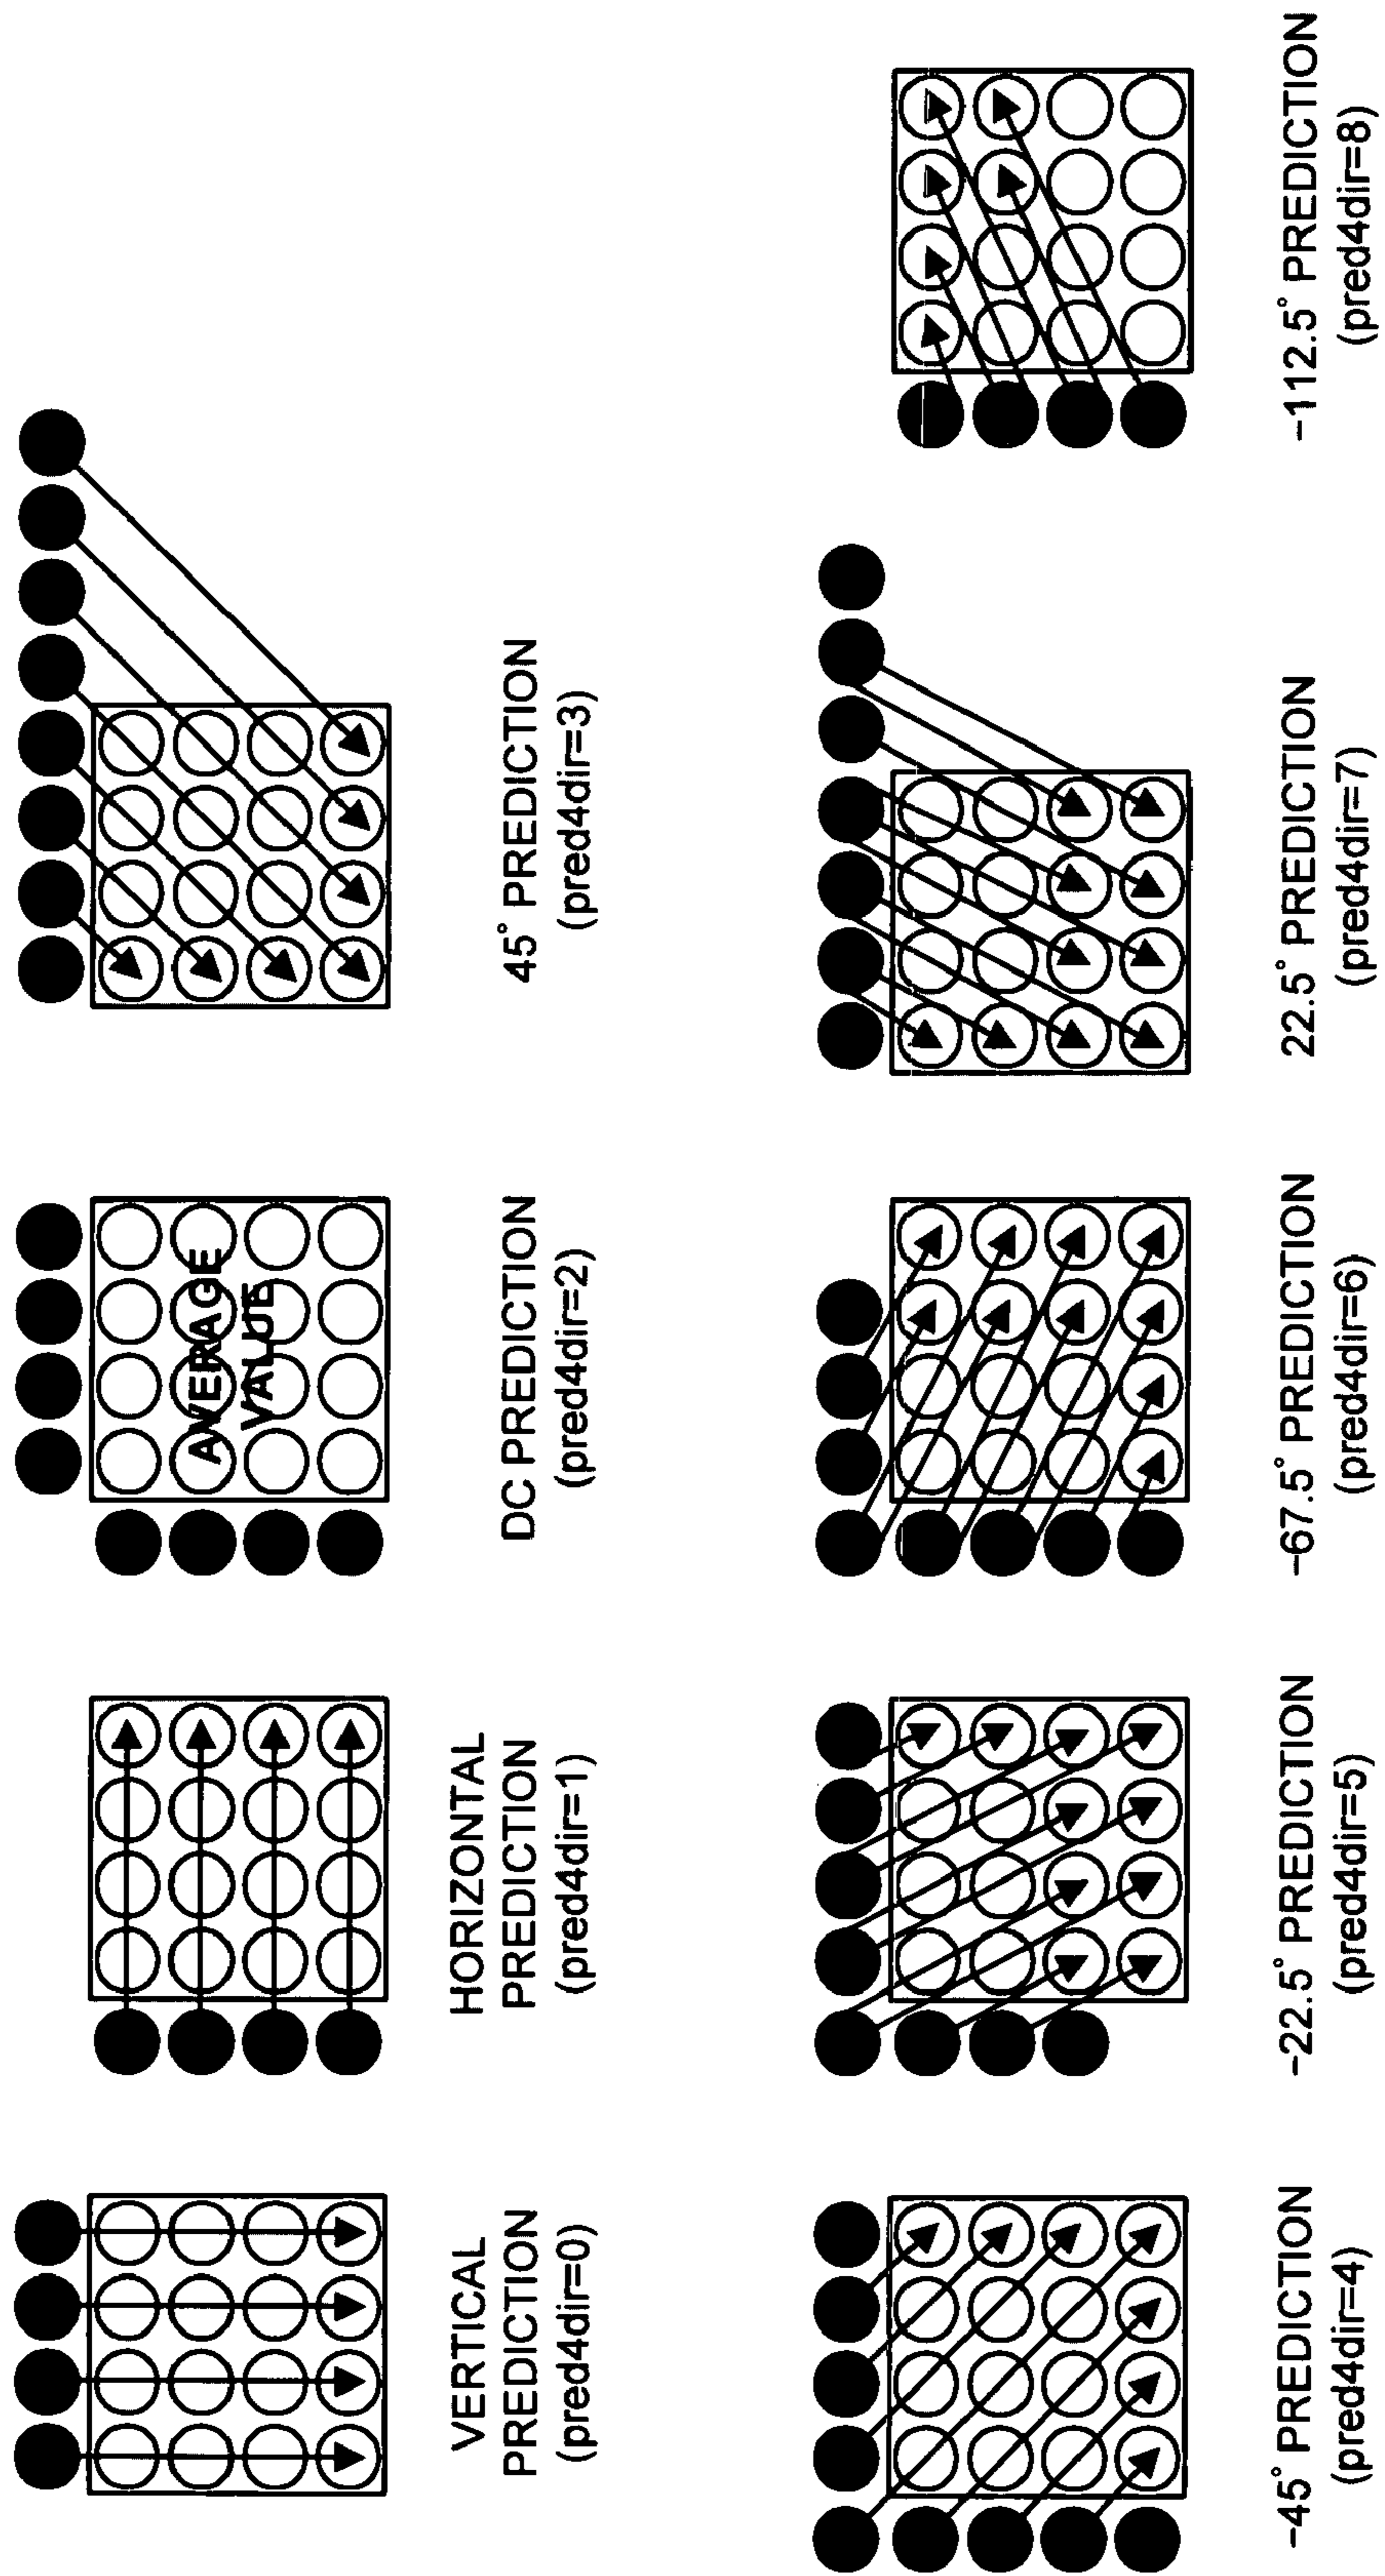 VERTICAL
PREDICTION
(pred4dir=0)
HORIZONTAL
PREDICTION
(pred4dir=1)
AVERAGE
VALUE
DC PREDICTION
(pred4dir=2)
45° PREDICTION
(pred4dir=3)
-45° PREDICTION
(pred4dir=4)
-22.5° PREDICTION
(pred4dir=5)
-67.5° PREDICTION
(pred4dir=6)
22.5° PREDICTION
(pred4dir=7)
-112.5° PREDICTION
(pred4dir=8)